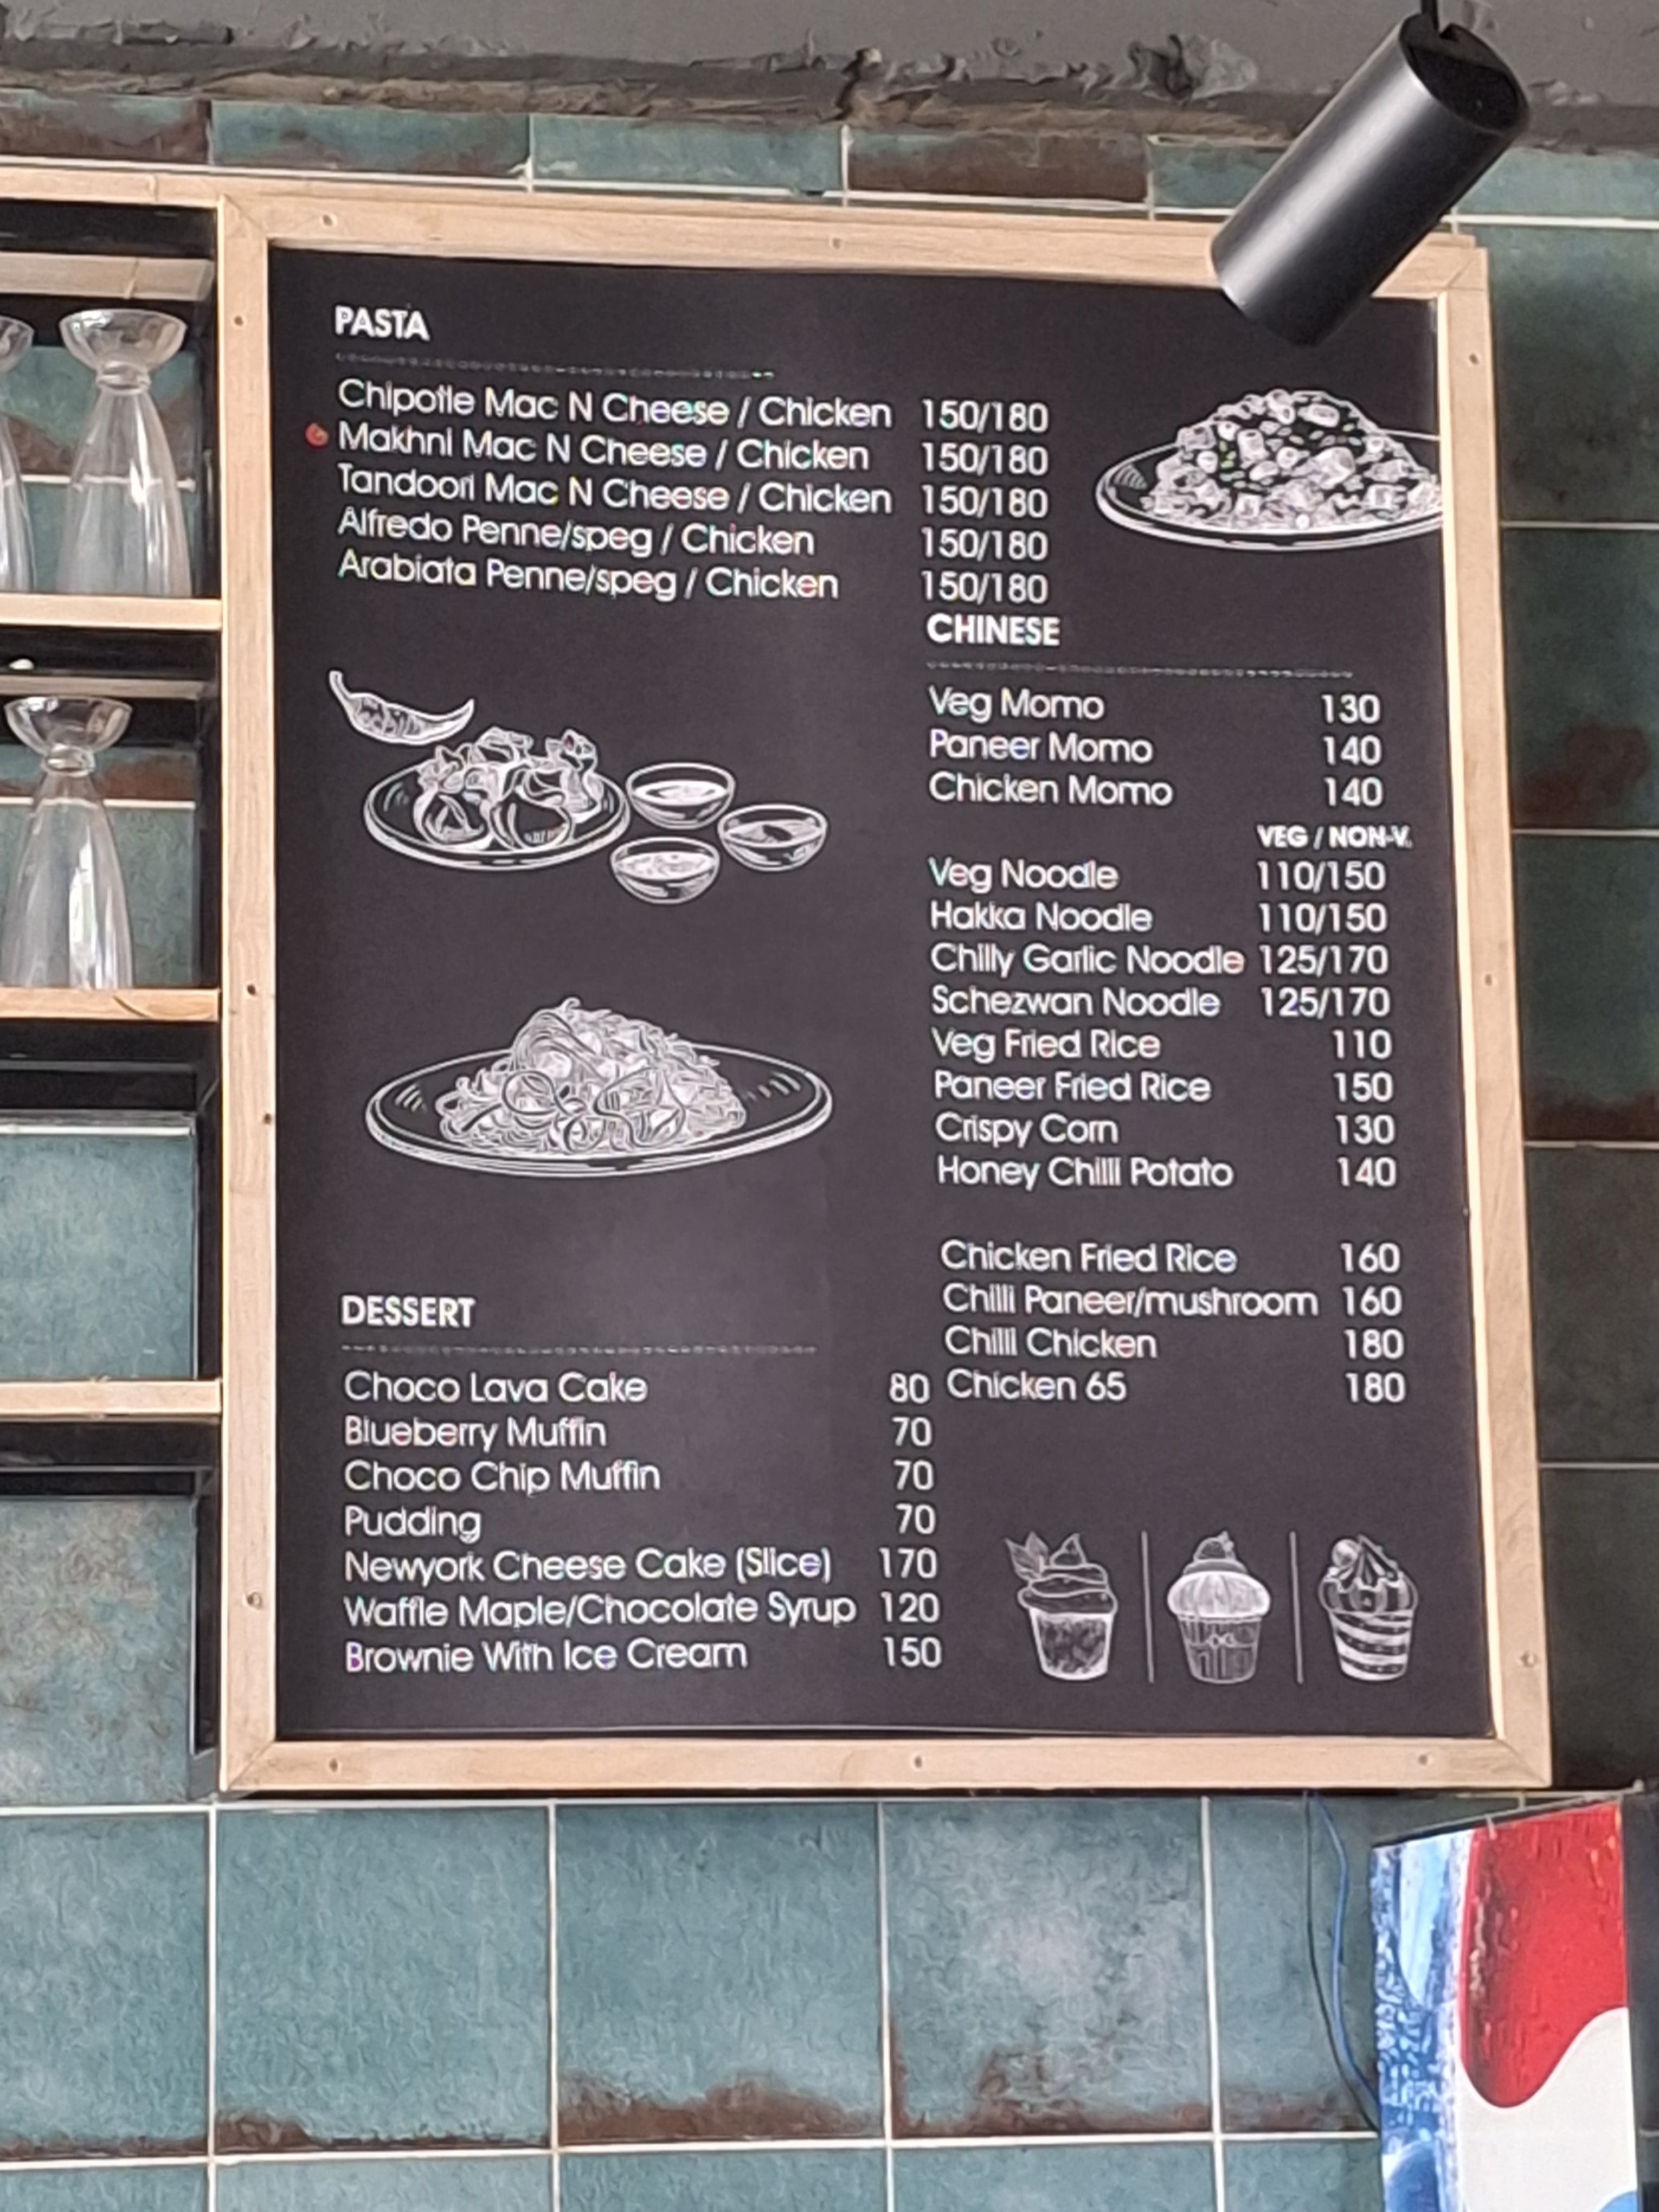 PASTA
Chipotle Mac N Cheese / Chicken 150/180
Makhni Mac N Cheese / Chicken 150/180
Tandoori Mac N Cheese / Chicken 150/180
Alfredo Penne/speg / Chicken 150/180
Arabiata Penne/speg / Chicken 150/180
CHINESE
Veg Momo 130
Paneer Momo 140
Chicken Momo 140
VEG / NON-V.
Veg Noodle 110/150
Hakka Noodle 110/150
Chilly Garlic Noodle 125/170
Schezwan Noodle 125/170
Veg Fried Rice 110
Paneer Fried Rice 150
Crispy Corn 130
Honey Chilli Potato 140
Chicken Fried Rice 160
Chilli Paneer/mushroom 160
Chilli Chicken 180
Chicken 65 180
DESSERT
Choco Lava Cake 80
Blueberry Muffin 70
Choco Chip Muffin 70
Pudding 70
Newyork Cheese Cake (Slice) 170
Waffle Maple/Chocolate Syrup 120
Brownie With Ice Cream 150